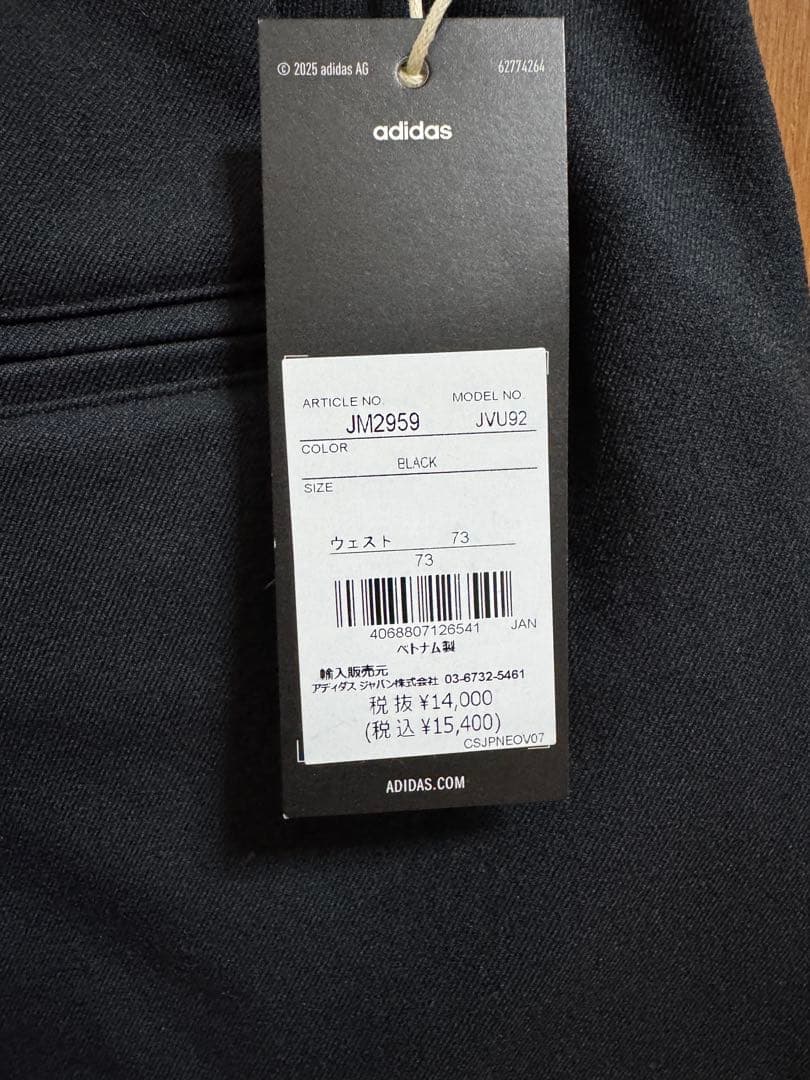 © 2025 adidas AG 62774264
adidas
ARTICLE NO. MODEL NO.
JM2959 JVU92
COLOR
BLACK
SIZE
ウェスト 73
73
4068807126541 JAN
ベトナム製
輸入販売元
アディダス ジャパン株式会社 03-6732-5461
税抜 ¥14,000
(税込 ¥15,400)
CSJPNEOV07
ADIDAS.COM